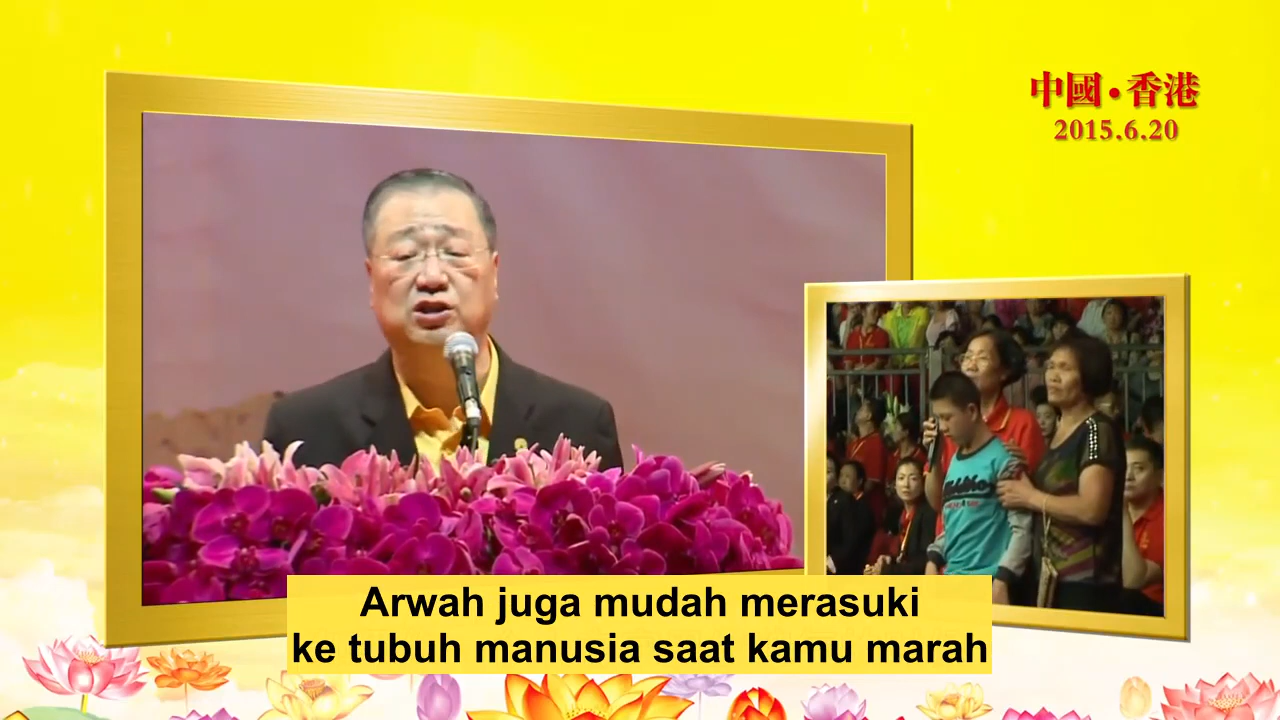 中國•香港
2015.6.20
Arwah juga mudah merasuki
ke tubuh manusia saat kamu marah